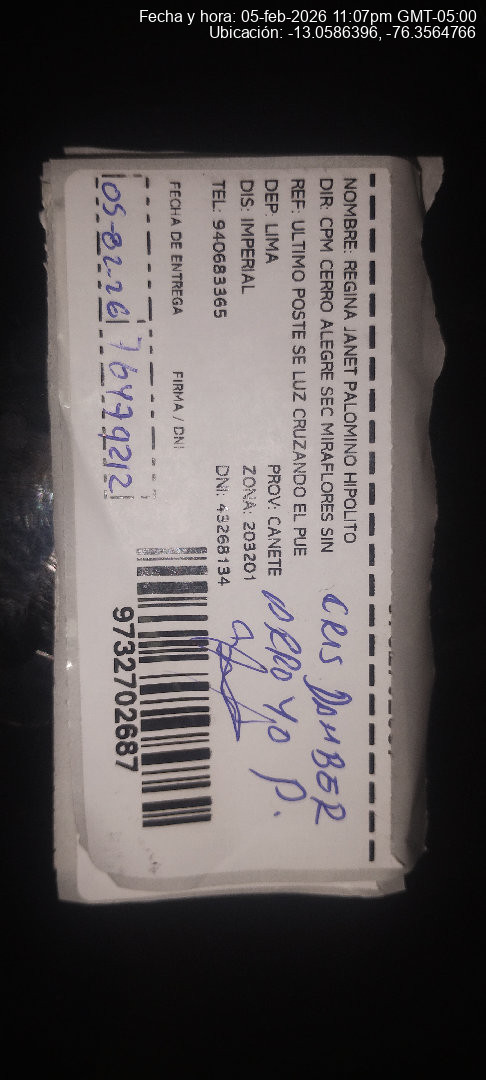 Fecha y hora: 05-feb-2026 11:07pm GMT-05:00
Ubicación: -13.0586396, -76.3564766
NOMBRE: REGINA JANET PALOMINO HIPOLITO
DIR: CPM CERRO ALEGRE SEC MIRAFLORES SIN
REF: ULTIMO POSTE SE LUZ CRUZANDO EL PUE
DEP: LIMA PROV: CANETE
DIS: IMPERIAL ZONA: 203201
TEL: 940683365 DNI: 43268134
CRIS DAMBER
ARROYO P.
FECHA DE ENTREGA FIRMA / DNI
05-02-26 76479212
9732702687